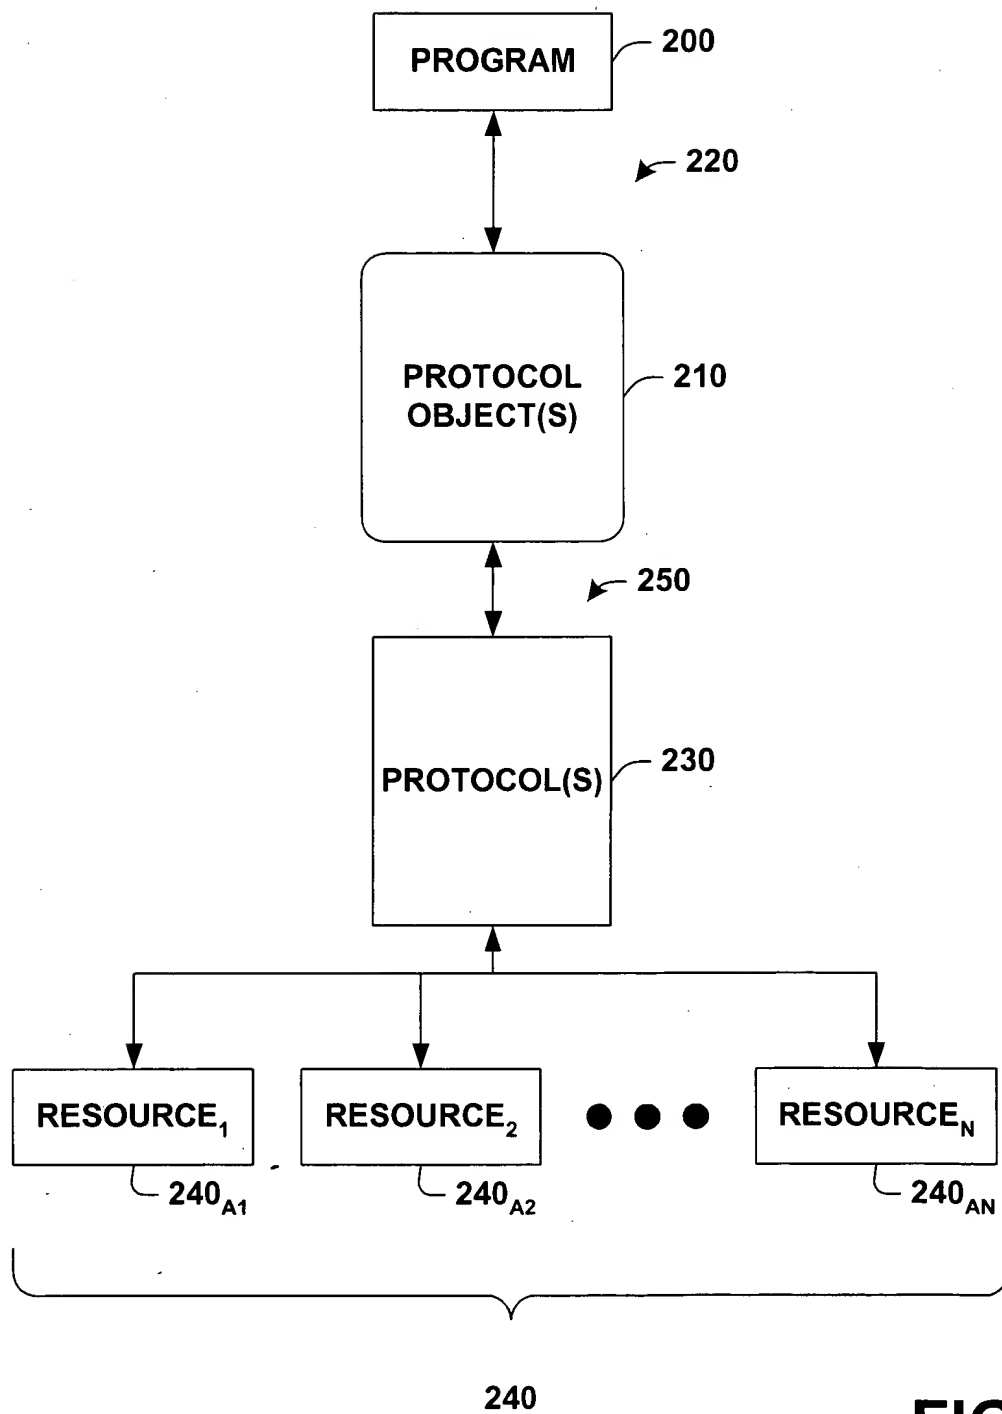 PROGRAM
200
220
PROTOCOL
OBJECT(S)
210
250
PROTOCOL(S)
230
RESOURCE1
RESOURCE2
RESOURCEN
240A1
240A2
240AN
240